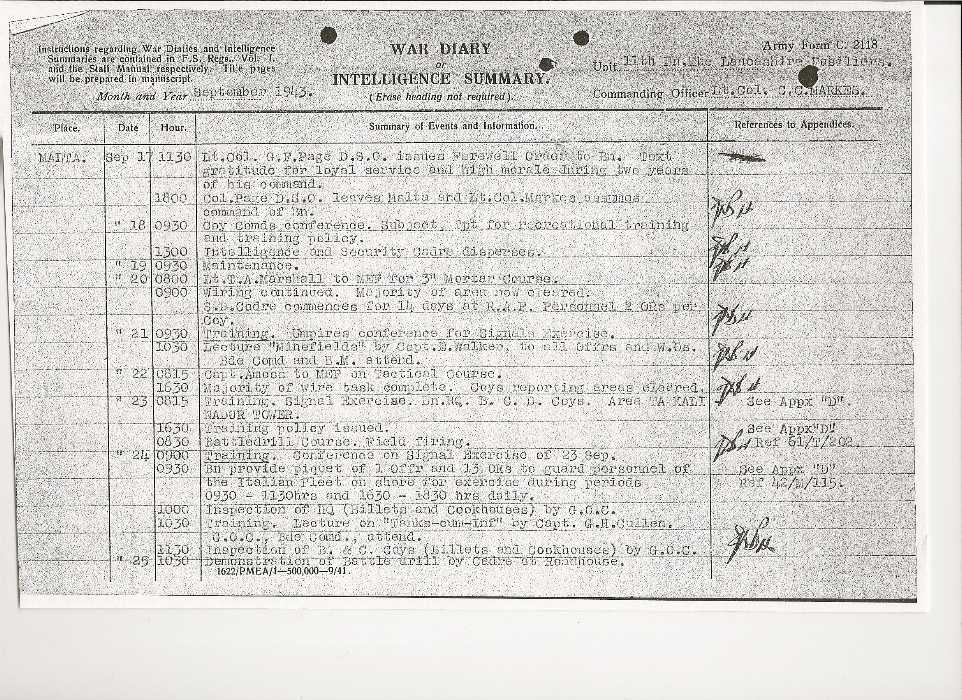 Instructions regarding War Diaries and Intelligence
Summaries are contained in F.S. Regs., Vol. I.
and the Staff Manual respectively. Title pages
will be prepared in manuscript.
Month and Year September 1943.
WAR DIARY
or
INTELLIGENCE SUMMARY.
(Erase heading not required).
Army Form C. 2118
Unit 11th Bn. The Lancashire Fusiliers.
Commanding Officer Lt.Col. C.C.MARKES.
Place. Date Hour. Summary of Events and Information. References to Appendices.
MALTA. Sep 17 1130 Lt.Col. G.F.Page D.S.O. issues Farewell Order to Bn. Text
gratitude for loyal service and high morale during two years
of his command.
1800 Col.Page D.S.O. leaves Malta and Lt.Col.Markes assumes
command of Bn.
" 18 0930 Coy Comds conference. Subject, for recreational training
and training policy.
1300 Intelligence and Security Cadre disperses.
" 19 0930 Maintenance.
" 20 0800 Lt.T.A.Marshall to MEF for 3" Mortar Course.
0900 Wiring continued. Majority of area now cleared.
Cadre commences for 14 days at R.A.P. Personnel 2 ORs per
Coy.
" 21 0930 Training. Umpires conference for Signals Exercise.
1030 Lecture "Minefields" by Capt.E.Walker, to all Offrs and W.Os.
Bde Comd and B.M. attend.
" 22 0815 Capt.Amess to MEF on Tactical Course.
1630 Majority of wire task complete. Coys reporting areas cleared.
" 23 0815 Training. Signal Exercise. Bn.HQ. B. C. D. Coys. Area TA KALI See Appx "D".
NADUR TOWER.
1630 Training policy issued. See Appx"D"
0830 Battledrill Course. Field firing. Ref 61/T/202.
" 24 0900 Training. Conference on Signal Exercise of 23 Sep.
0930 Bn provide piquet of 1 Offr and 13 ORs to guard personnel of See Appx "D"
the Italian Fleet on shore for exercise during periods Ref 42/M/115.
0930 - 1130hrs and 1630 - 1830 hrs daily.
1000 Inspection of HQ (Billets and Cookhouses) by G.O.C.
1030 Training. Lecture on "Tanks-cum-Inf" by Capt. G.H.Cullen.
G.O.C., Bde Comd., attend.
1130 Inspection of B. & C. Coys (Billets and Cookhouses) by G.O.C.
" 25 1030 Demonstration of Battle drill by Cadre at Roadhouse.
1622/PMEA/1—500,000—9/41.